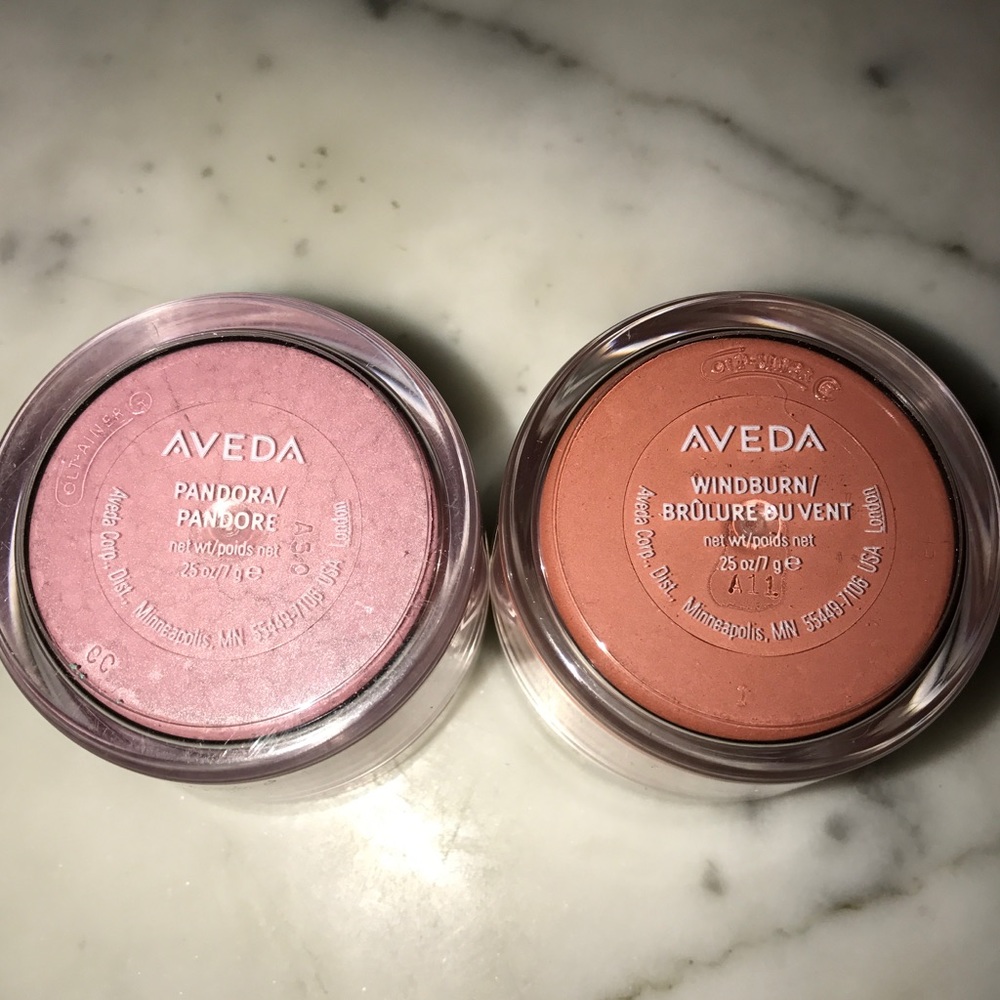 AVEDA
PANDORA/
PANDORE
net wt/poids net
.25 oz/7 g e
A50
Aveda Corp., Dist., Minneapolis, MN 55449-7106 USA London
CC
AVEDA
WINDBURN/
BRÛLURE DU VENT
net wt/poids net
.25 oz/7 g e
A11
Aveda Corp., Dist., Minneapolis, MN 55449-7106 USA London